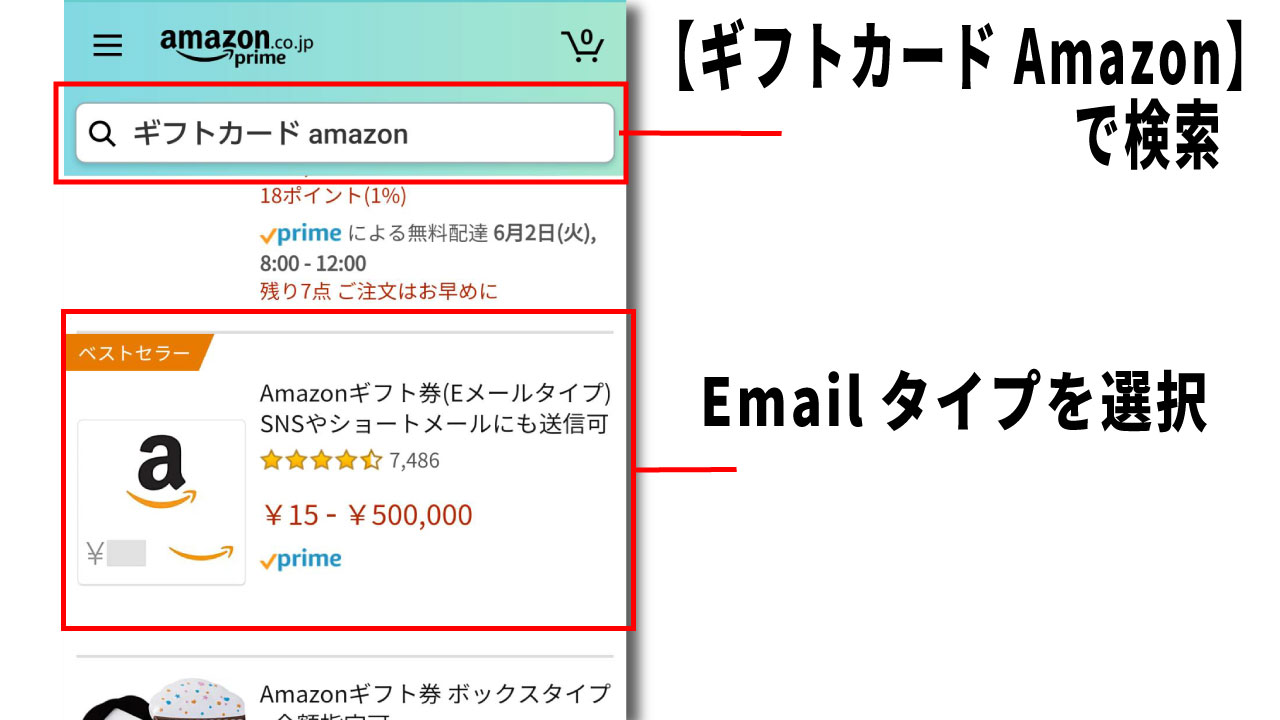 amazon.co.jp
prime
0
ギフトカード amazon
18ポイント(1%)
prime による無料配達 6月2日(火),
8:00 - 12:00
残り7点 ご注文はお早めに
ベストセラー
Amazonギフト券(Eメールタイプ)
SNSやショートメールにも送信可
7,486
￥15 - ￥500,000
prime
a
￥
Amazonギフト券 ボックスタイプ
【ギフトカード Amazon】
で検索
Email タイプを選択